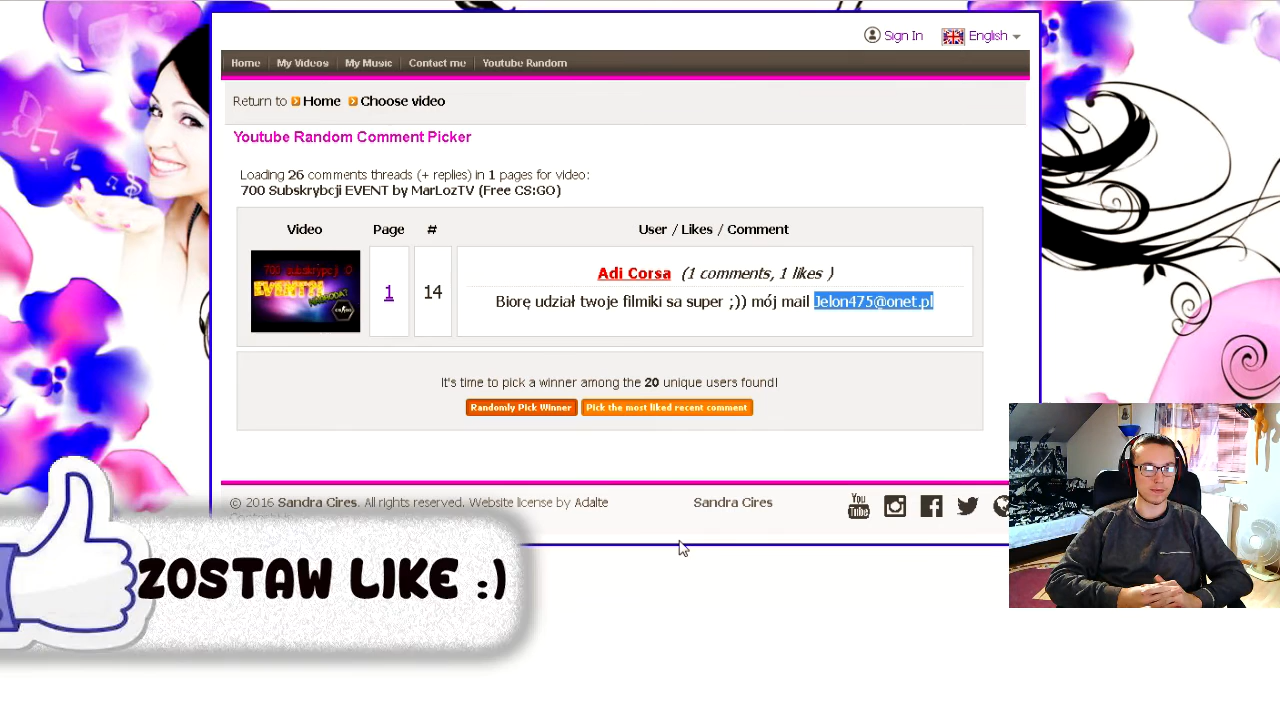 Sign In English
Home My Videos My Music Contact me Youtube Random
Return to Home Choose video
Youtube Random Comment Picker
Loading 26 comments threads (+ replies) in 1 pages for video:
700 Subskrybcji EVENT by MarLozTV (Free CS:GO)
Video Page # User / Likes / Comment
700 subskrypcji O
EVENT?!
1 14
Adi Corsa (1 comments, 1 likes )
Biorę udział twoje filmiki sa super ;)) mój mail Jelon475@onet.pl
It's time to pick a winner among the 20 unique users found!
Randomly Pick Winner Pick the most liked recent comment
© 2016 Sandra Cires. All rights reserved. Website license by Adalte
Sandra Cires
You Tube
ZOSTAW LIKE :)